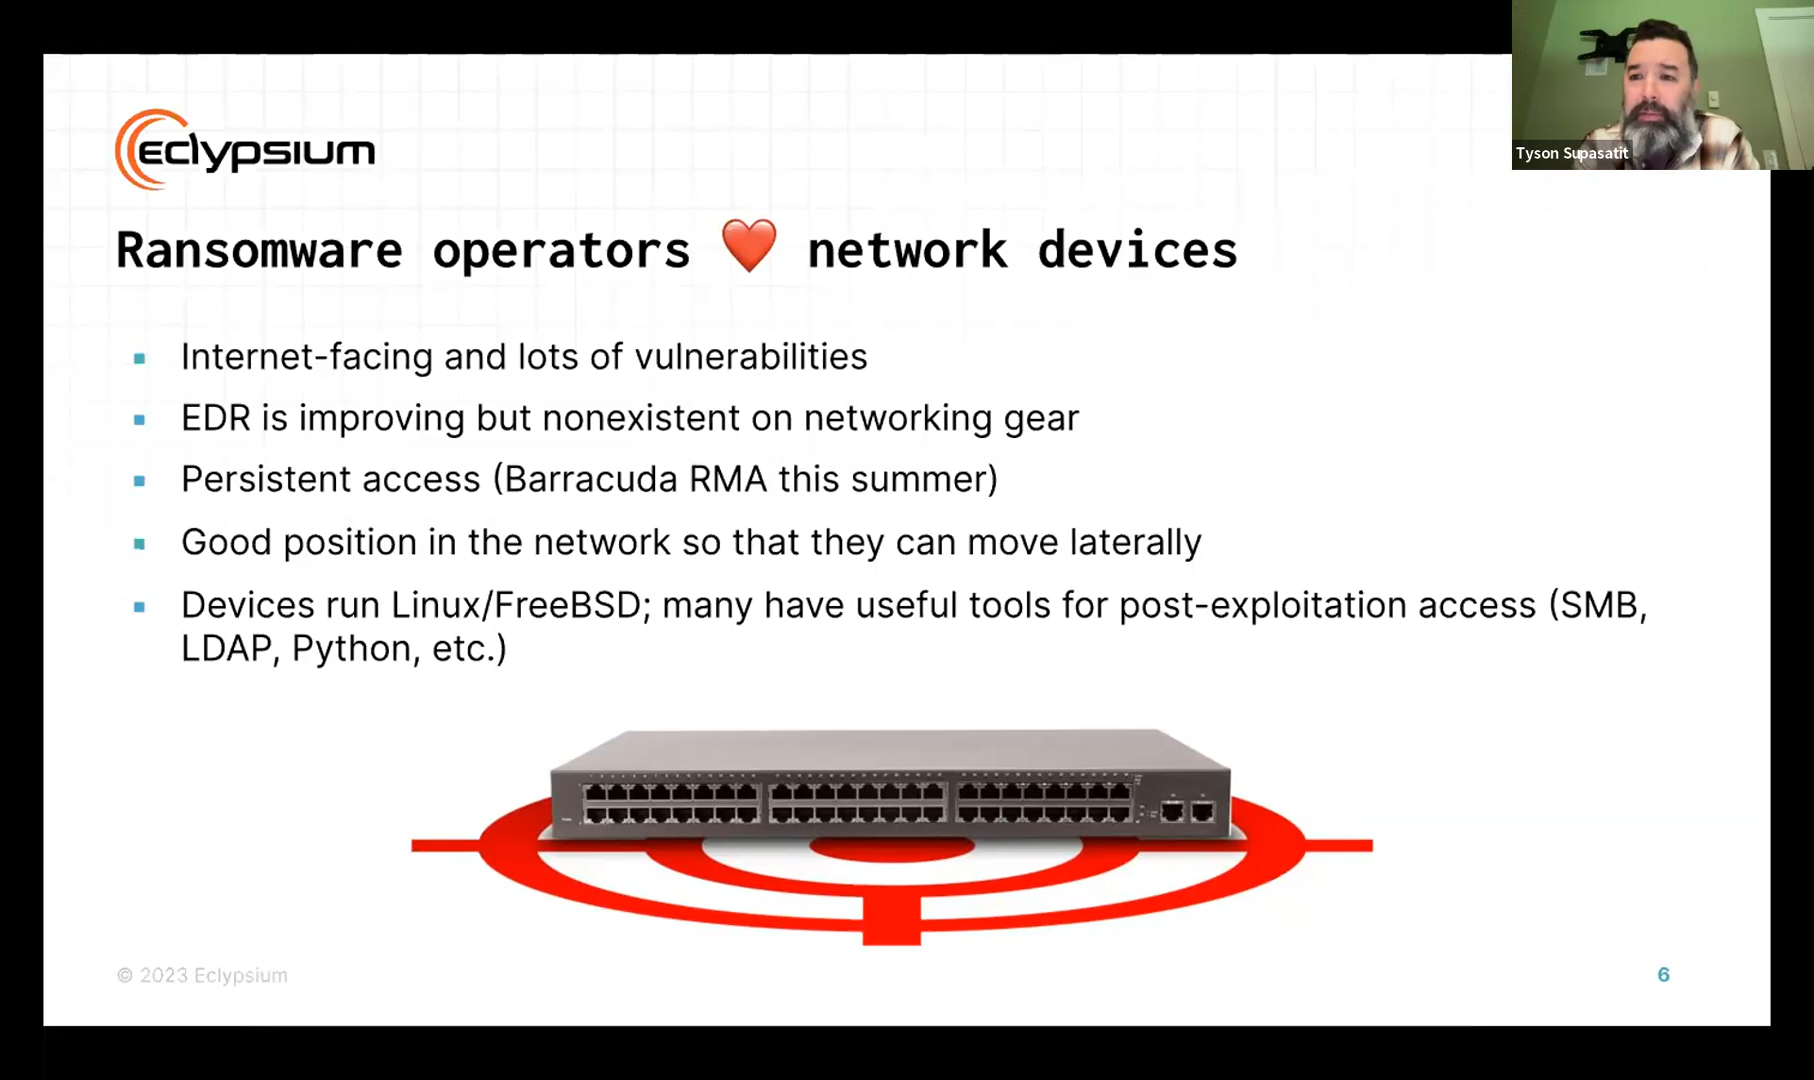 Eclypsium
Tyson Supasatit
Ransomware operators ❤️ network devices
Internet-facing and lots of vulnerabilities
EDR is improving but nonexistent on networking gear
Persistent access (Barracuda RMA this summer)
Good position in the network so that they can move laterally
Devices run Linux/FreeBSD; many have useful tools for post-exploitation access (SMB,
LDAP, Python, etc.)
© 2023 Eclypsium
6